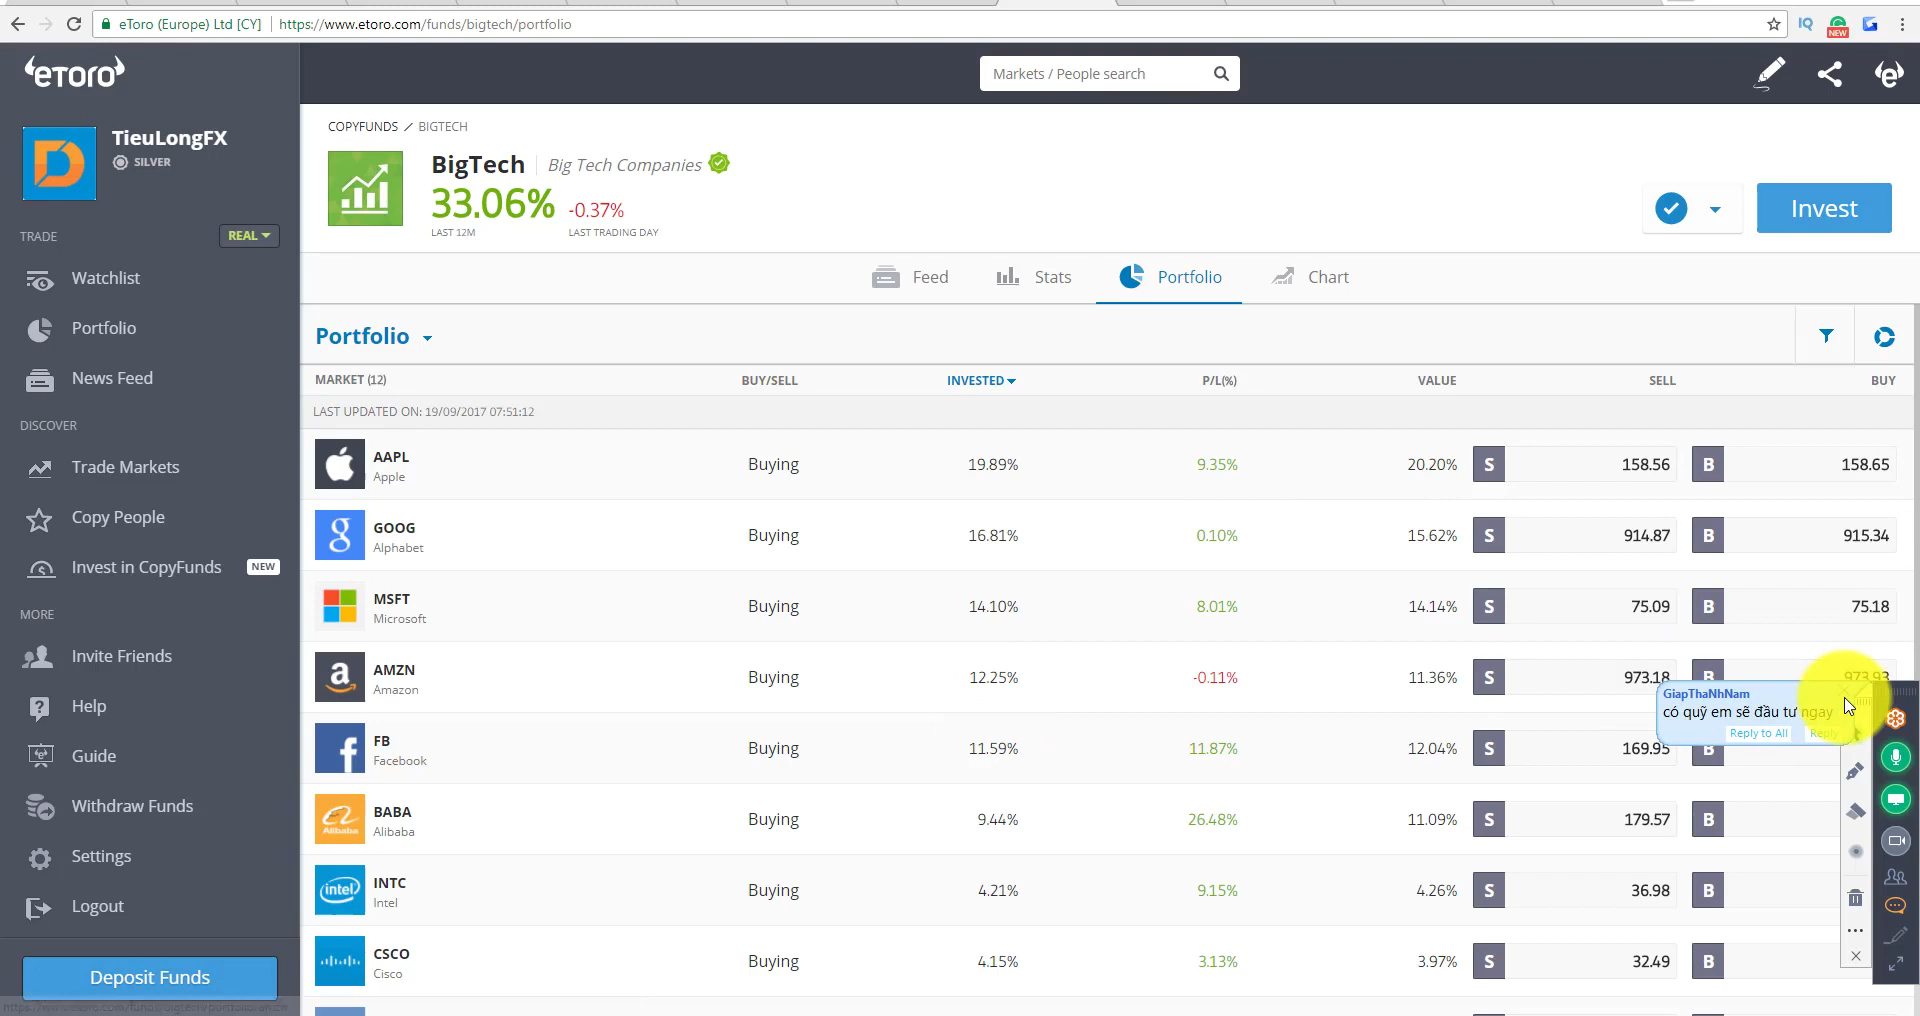 eToro (Europe) Ltd [CY] https://www.etoro.com/funds/bigtech/portfolio
IQ
NEW
eTORO
Markets / People search
TieuLongFX
SILVER
TRADE
REAL
Watchlist
Portfolio
News Feed
DISCOVER
Trade Markets
Copy People
Invest in CopyFunds NEW
MORE
Invite Friends
Help
Guide
Withdraw Funds
Settings
Logout
Deposit Funds
COPYFUNDS / BIGTECH
BigTech Big Tech Companies
33.06% -0.37%
LAST 12M LAST TRADING DAY
Invest
Feed Stats Portfolio Chart
Portfolio
MARKET (12) BUY/SELL INVESTED P/L(%) VALUE SELL BUY
LAST UPDATED ON: 19/09/2017 07:51:12
AAPL
Apple
Buying 19.89% 9.35% 20.20% S 158.56 B 158.65
g
GOOG
Alphabet
Buying 16.81% 0.10% 15.62% S 914.87 B 915.34
MSFT
Microsoft
Buying 14.10% 8.01% 14.14% S 75.09 B 75.18
a
AMZN
Amazon
Buying 12.25% -0.11% 11.36% S 973.18 B 973.93
GiapThaNhNam
có quỹ em sẽ đầu tư ngay
Reply to All Reply
f
FB
Facebook
Buying 11.59% 11.87% 12.04% S 169.95 B
Alibaba
BABA
Alibaba
Buying 9.44% 26.48% 11.09% S 179.57 B
intel
INTC
Intel
Buying 4.21% 9.15% 4.26% S 36.98 B
CSCO
Cisco
Buying 4.15% 3.13% 3.97% S 32.49 B